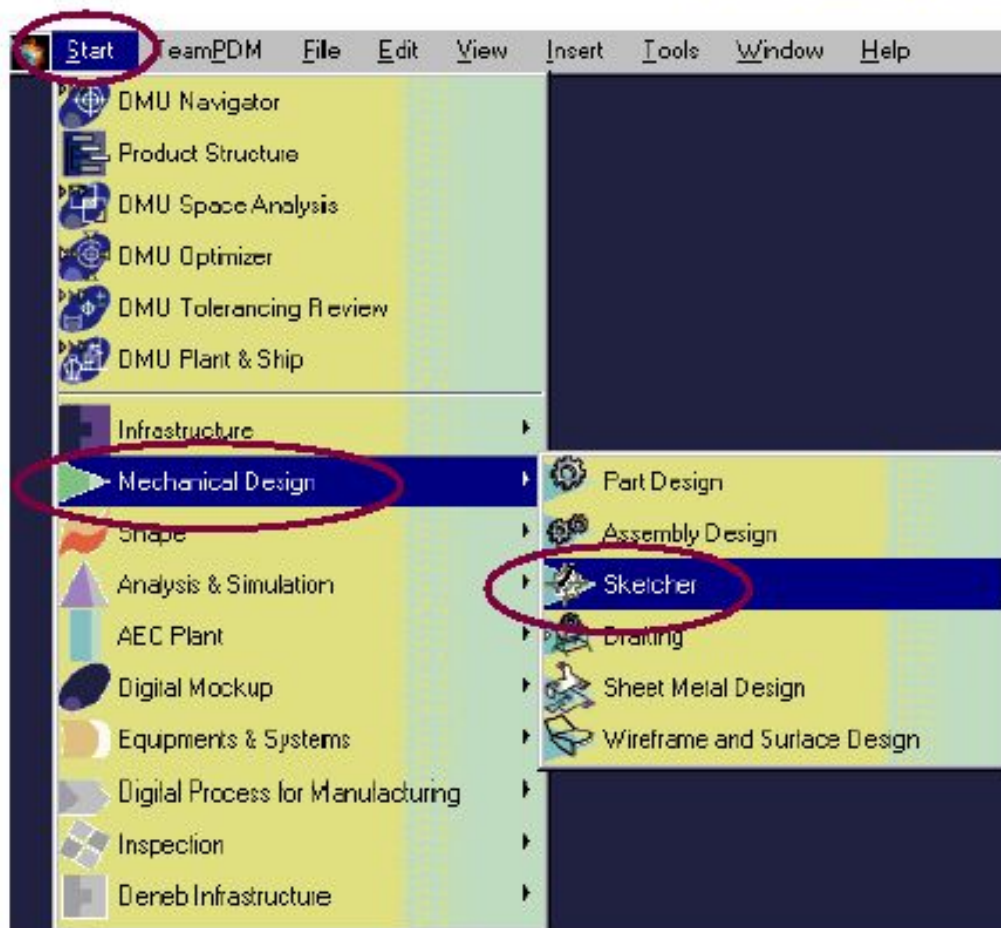 Start TeamPDM File Edit View Insert Tools Window Help
DMU Navigator
Product Structure
DMU Space Analysis
DMU Optimizer
DMU Tolerancing Review
DMU Plant & Ship
Infrastructure
Mechanical Design
Shape
Analysis & Simulation
AEC Plant
Digital Mockup
Equipments & Systems
Digital Process for Manufacturing
Inspection
Deneb Infrastructure
Part Design
Assembly Design
Sketcher
Drafting
Sheet Metal Design
Wireframe and Surface Design